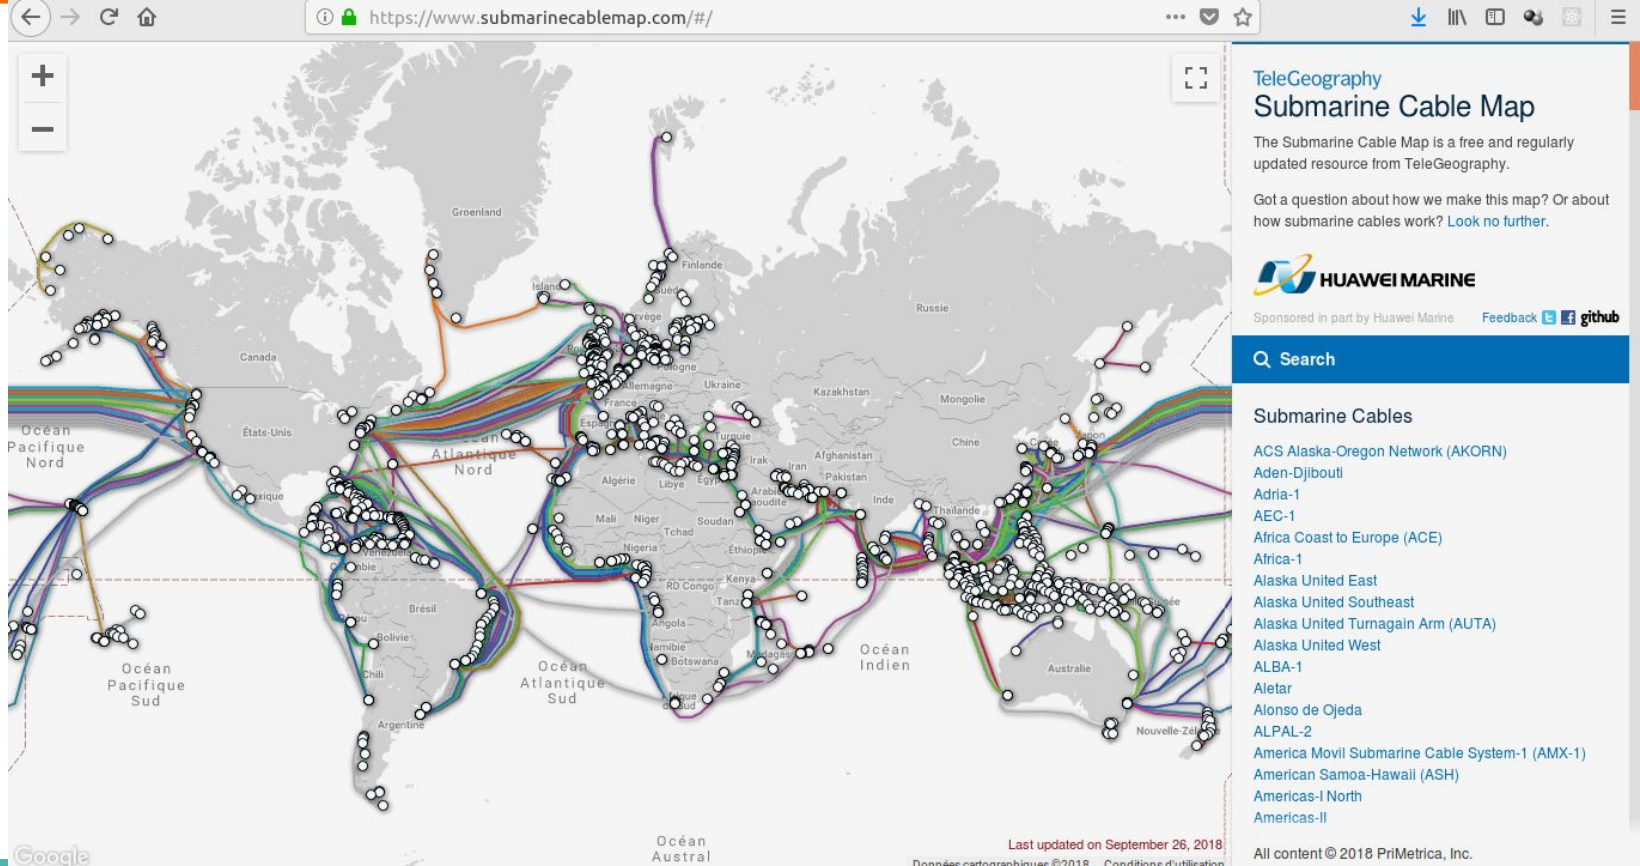 https://www.submarinecablemap.com/#/
+
−
Groenland
Finlande
Russie
Canada
Pologne
Allemagne
Ukraine
France
Kazakhstan
Mongolie
États-Unis
Océan
Pacifique
Nord
Atlantique
Nord
Turquie
Chine
Afghanistan
Irak
Iran
Algérie
Libye
Pakistan
Inde
Thaïlande
Mali
Niger
Tchad
Soudan
Nigeria
Éthiopie
Venezuela
RD Congo
Kenya
Brésil
Angola
Bolivie
Namibie
Botswana
Madagascar
Océan
Indien
Océan
Pacifique
Sud
Chili
Océan
Atlantique
Sud
Australie
Argentine
Océan
Austral
Google
Last updated on September 26, 2018
Données cartographiques ©2018 Conditions d'utilisation
TeleGeography
Submarine Cable Map
The Submarine Cable Map is a free and regularly
updated resource from TeleGeography.
Got a question about how we make this map? Or about
how submarine cables work? Look no further.
HUAWEI MARINE
Sponsored in part by Huawei Marine Feedback github
Search
Submarine Cables
ACS Alaska-Oregon Network (AKORN)
Aden-Djibouti
Adria-1
AEC-1
Africa Coast to Europe (ACE)
Africa-1
Alaska United East
Alaska United Southeast
Alaska United Turnagain Arm (AUTA)
Alaska United West
ALBA-1
Aletar
Alonso de Ojeda
ALPAL-2
America Movil Submarine Cable System-1 (AMX-1)
American Samoa-Hawaii (ASH)
Americas-I North
Americas-II
All content © 2018 PriMetrica, Inc.